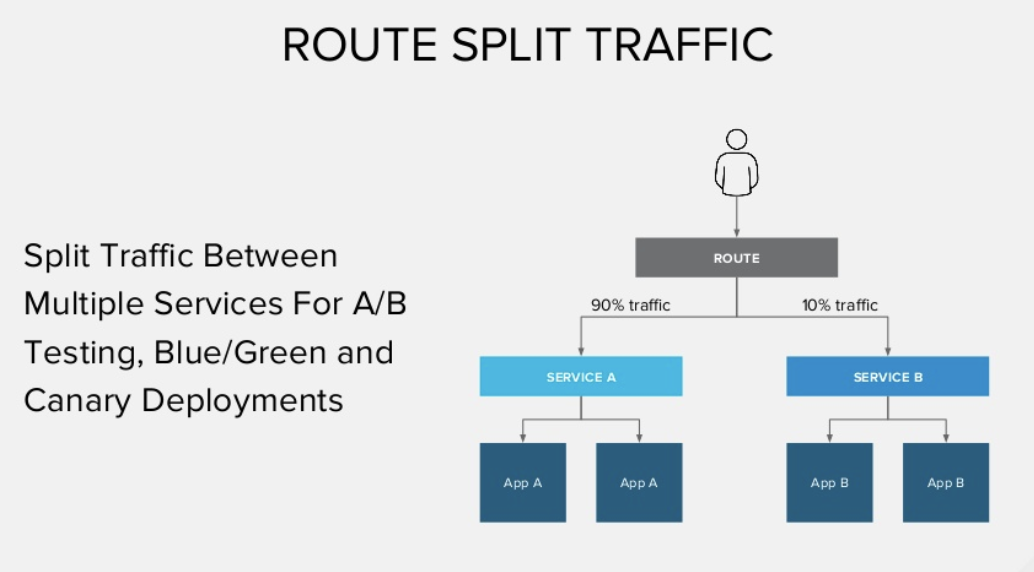 ROUTE SPLIT TRAFFIC
Split Traffic Between
Multiple Services For A/B
Testing, Blue/Green and
Canary Deployments
ROUTE
90% traffic
10% traffic
SERVICE A
SERVICE B
App A
App A
App B
App B